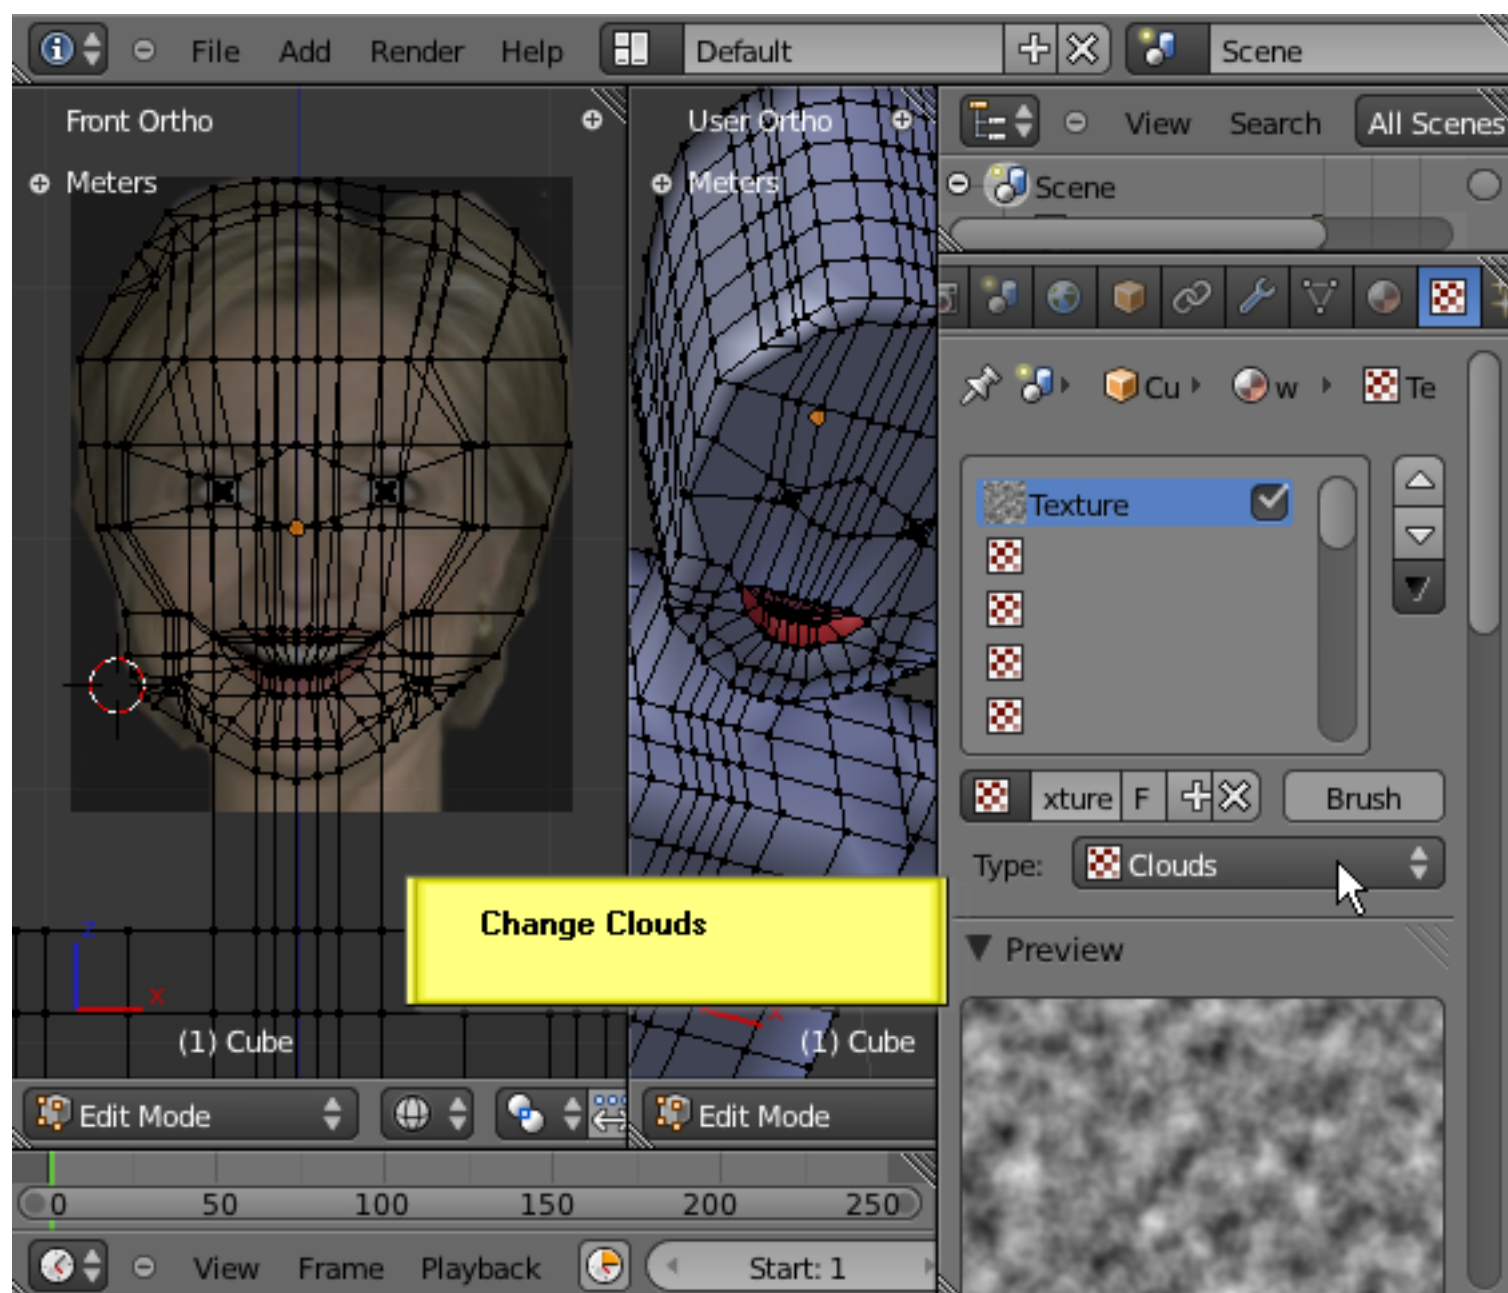 File Add Render Help Default Scene
Front Ortho
Meters
User Ortho
Meters
View Search All Scenes
Scene
Cu w Te
Texture
xture F Brush
Type: Clouds
Change Clouds
Preview
z
x
(1) Cube
x
(1) Cube
Edit Mode
Edit Mode
0 50 100 150 200 250
View Frame Playback Start: 1